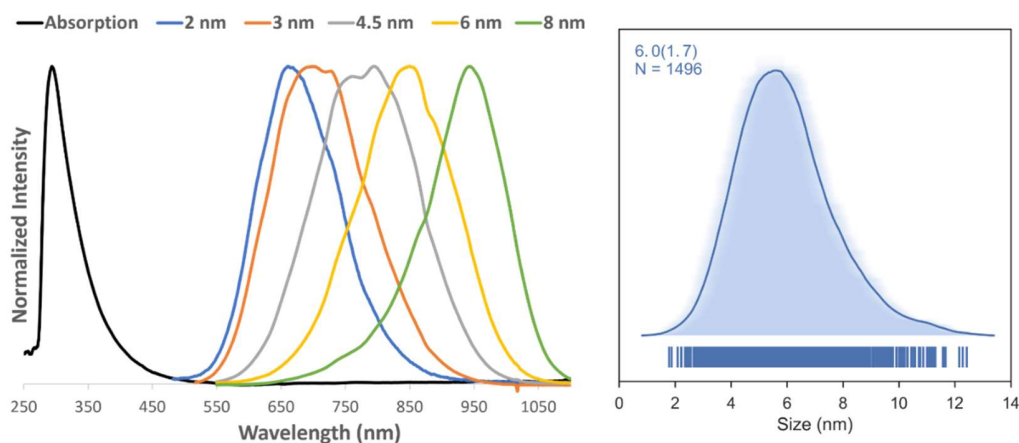 Absorption 2 nm 3 nm 4.5 nm 6 nm 8 nm
Normalized Intensity
250 350 450 550 650 750 850 950 1050
Wavelength (nm)
6.0(1.7)
N = 1496
0 2 4 6 8 10 12 14
Size (nm)